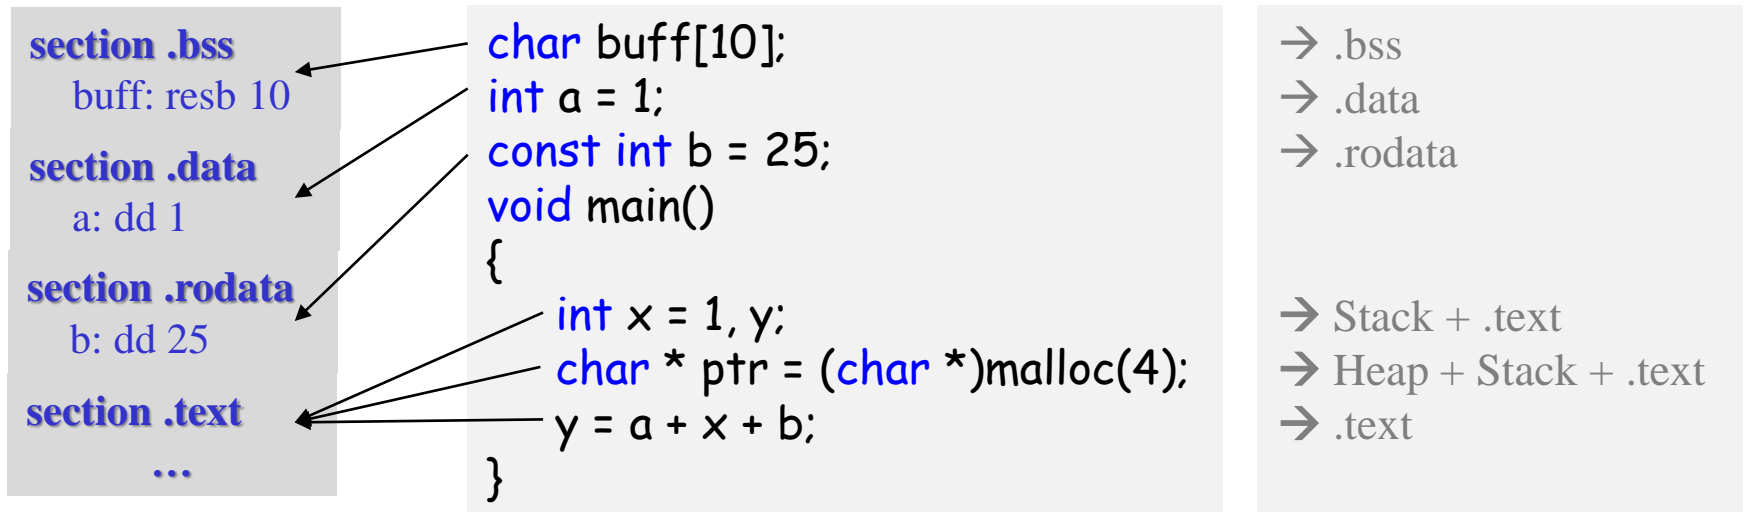 section .bss
buff: resb 10
section .data
a: dd 1
section .rodata
b: dd 25
section .text
…
char buff[10];
int a = 1;
const int b = 25;
void main()
{
int x = 1, y;
char * ptr = (char *)malloc(4);
y = a + x + b;
}
→ .bss
→ .data
→ .rodata
→ Stack + .text
→ Heap + Stack + .text
→ .text